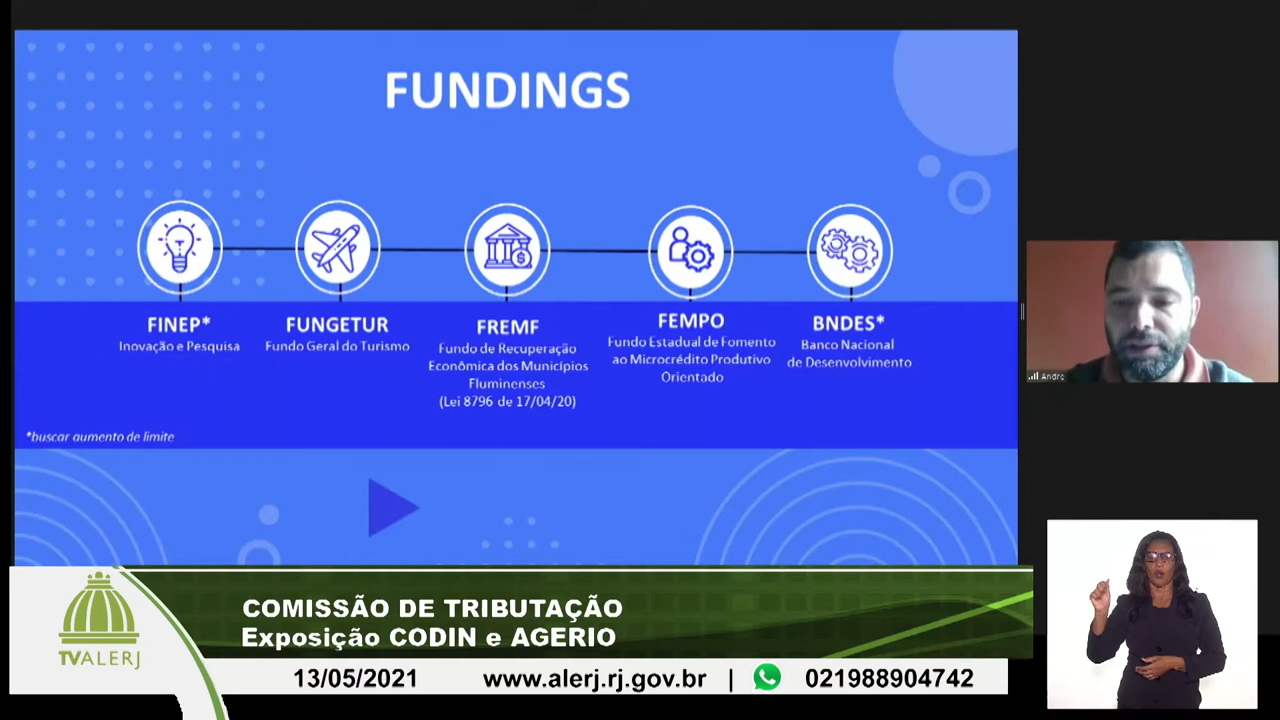 FUNDINGS
FINEP*
Inovação e Pesquisa
FUNGETUR
Fundo Geral do Turismo
FREMF
Fundo de Recuperação
Econômica dos Municípios
Fluminenses
(Lei 8796 de 17/04/20)
FEMPO
Fundo Estadual de Fomento
ao Microcrédito Produtivo
Orientado
BNDES*
Banco Nacional
de Desenvolvimento
*buscar aumento de limite
Andre
TVALERJ
COMISSÃO DE TRIBUTAÇÃO
Exposição CODIN e AGERIO
13/05/2021 www.alerj.rj.gov.br | 021988904742